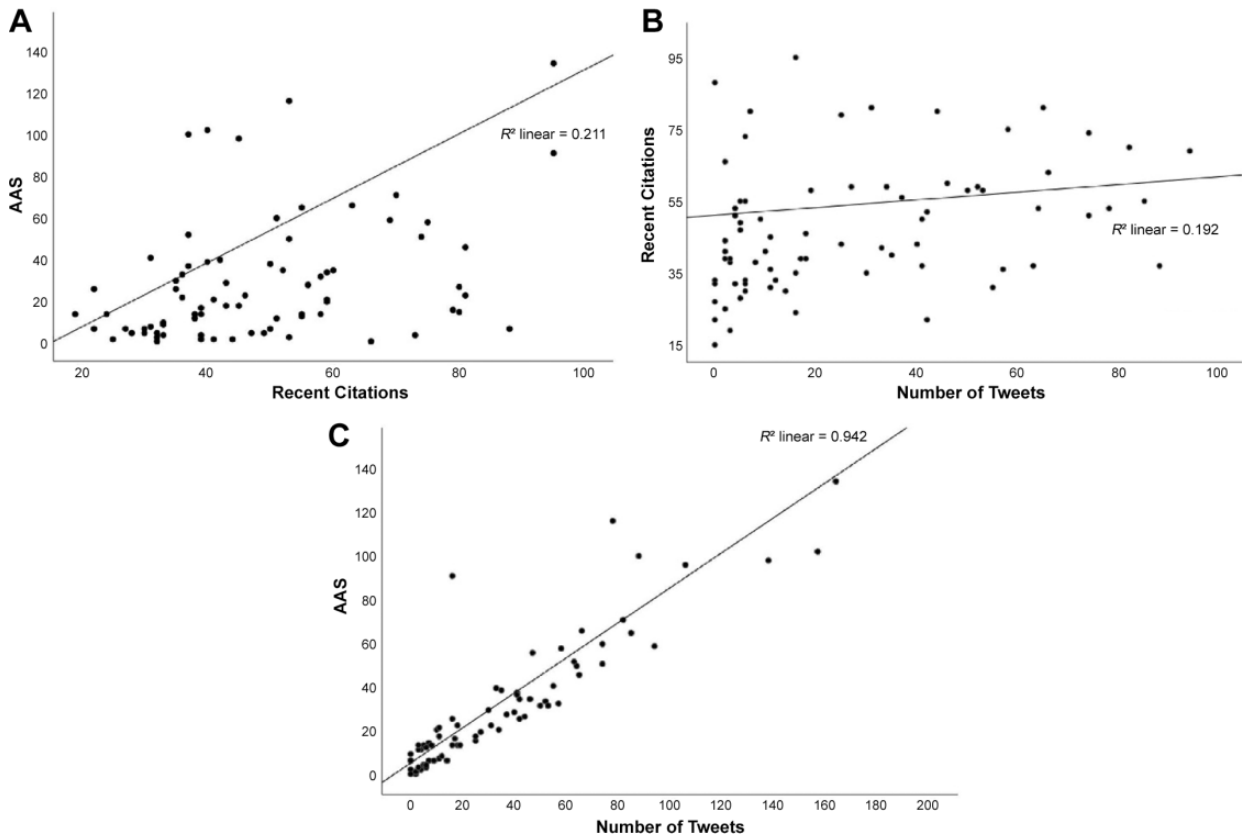 A
140
120
100
80
60
40
20
0
AAS
R² linear = 0.211
20 40 60 80 100
Recent Citations
B
95
75
55
35
15
Recent Citations
R² linear = 0.192
0 20 40 60 80 100
Number of Tweets
C
140
120
100
80
60
40
20
0
AAS
R² linear = 0.942
0 20 40 60 80 100 120 140 160 180 200
Number of Tweets